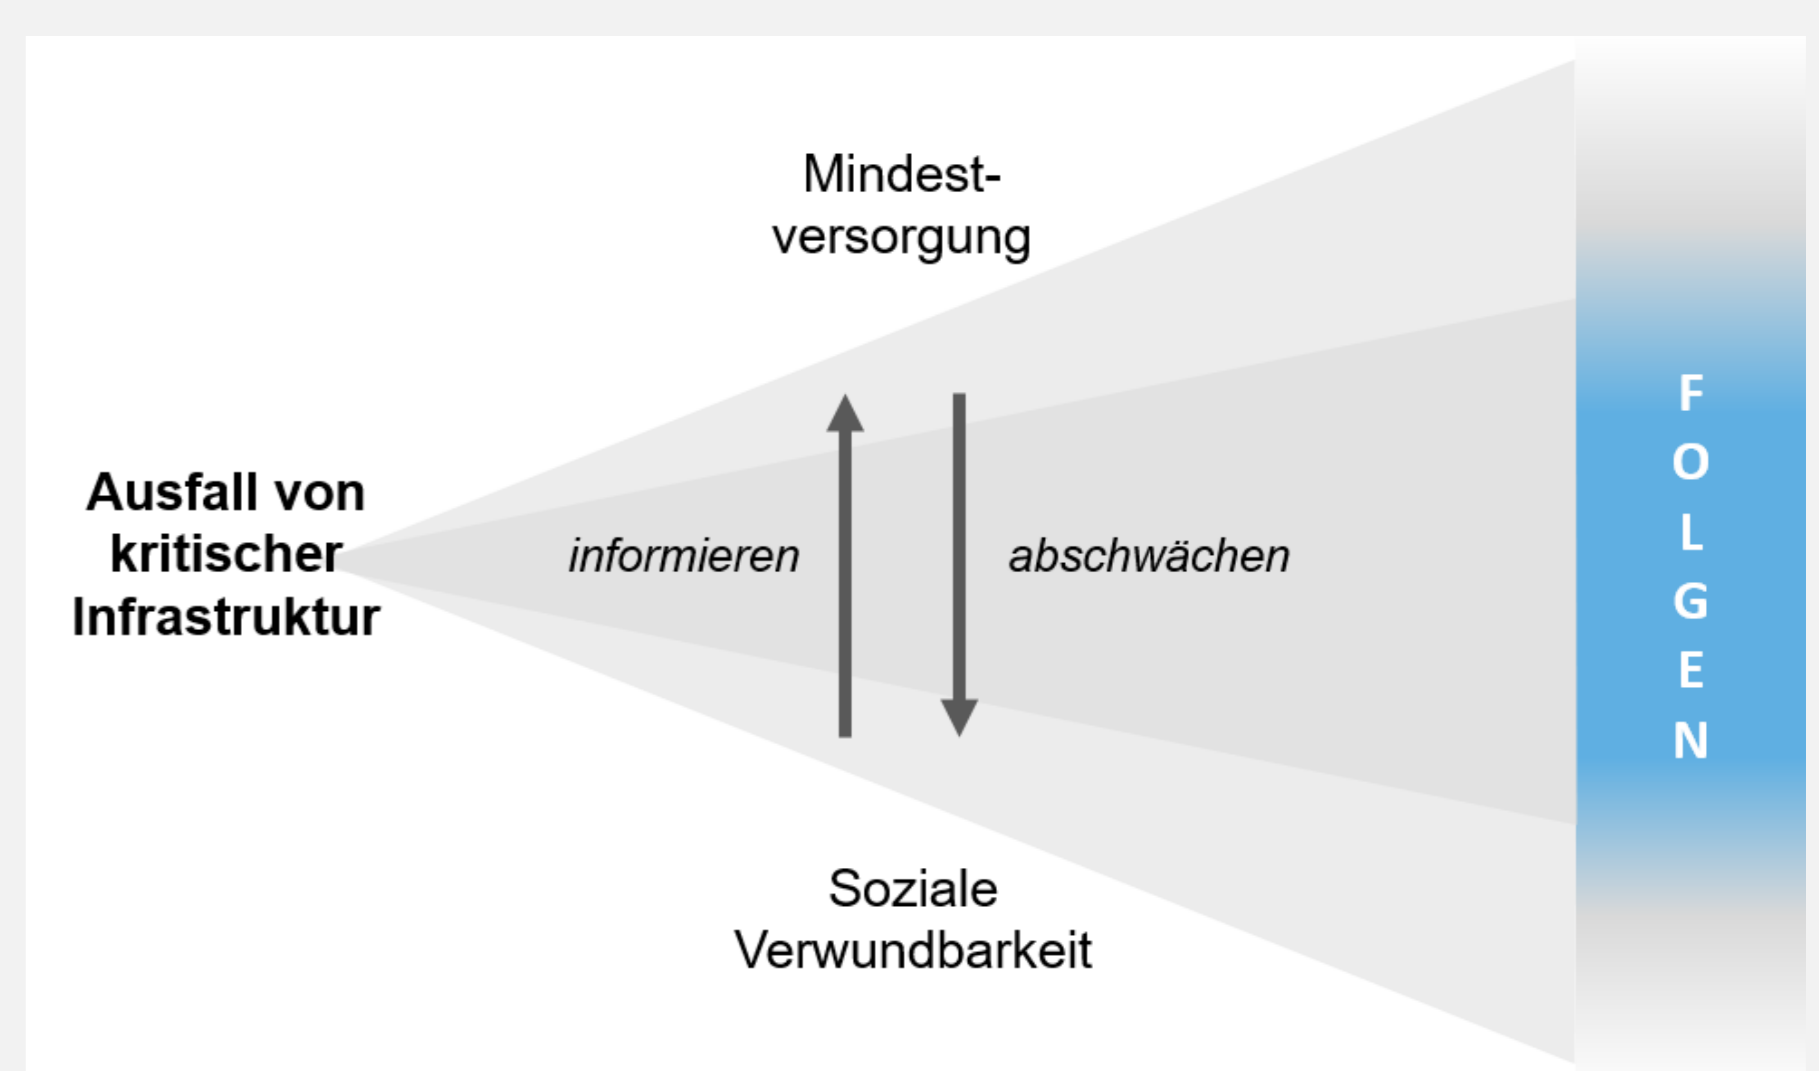 Mindest-
versorgung
Ausfall von
kritischer
Infrastruktur
informieren
abschwächen
Soziale
Verwundbarkeit
F
O
L
G
E
N